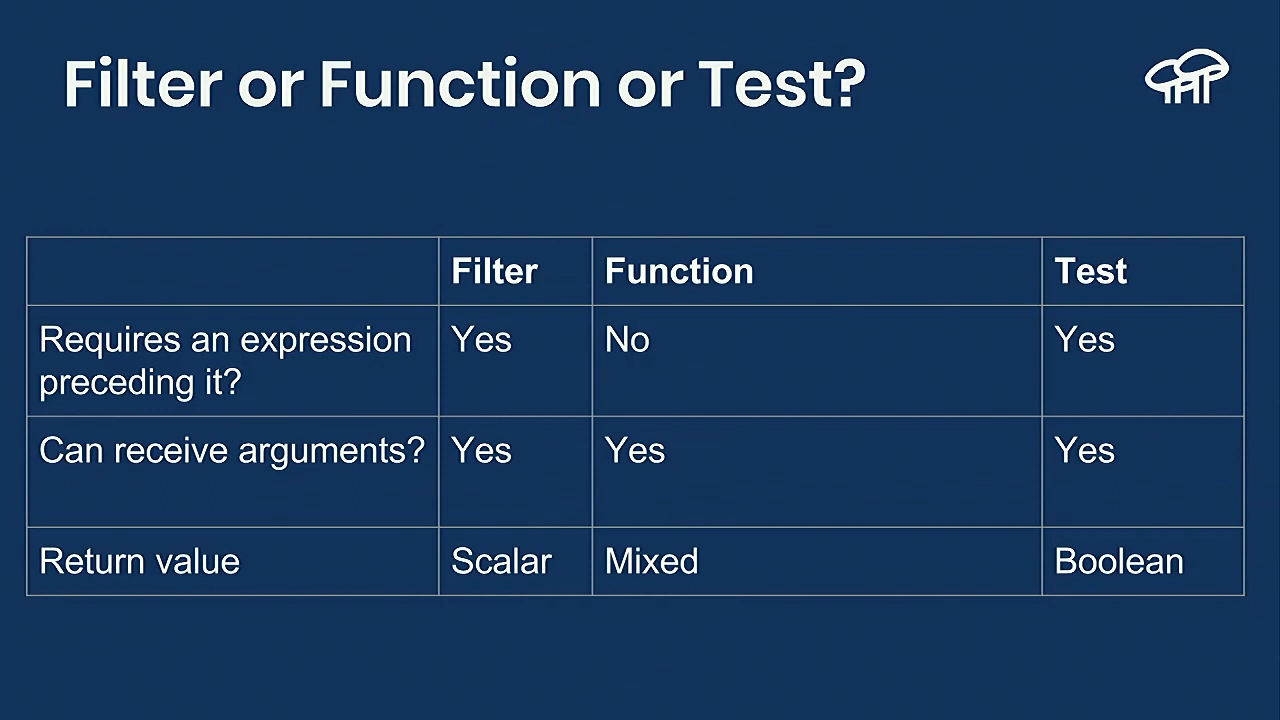 Filter or Function or Test?
Filter Function Test
Requires an expression Yes No Yes
preceding it?
Can receive arguments? Yes Yes Yes
Return value Scalar Mixed Boolean